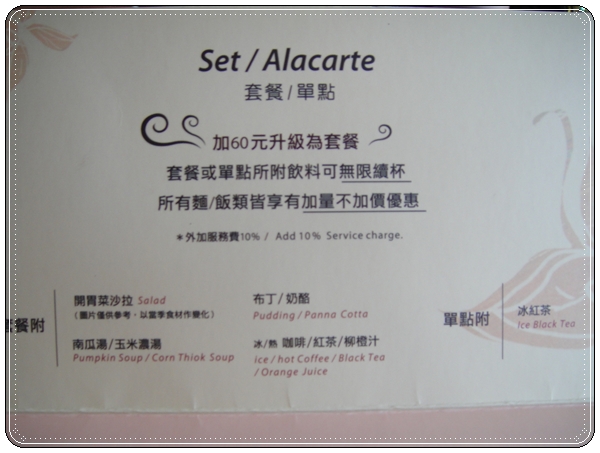 Set / Alacarte
套餐/單點
加60元升級為套餐
套餐或單點所附飲料可無限續杯
所有麵/飯類皆享有加量不加價優惠
＊外加服務費10% / Add 10% Service charge.
套餐附
開胃菜沙拉 Salad
（圖片僅供參考，以當季食材作變化）
南瓜湯/玉米濃湯
Pumpkin Soup / Corn Thiok Soup
布丁/奶酪
Pudding / Panna Cotta
冰/熱 咖啡/紅茶/柳橙汁
ice / hot Coffee / Black Tea
/ Orange Juice
單點附
冰紅茶
Ice Black Tea